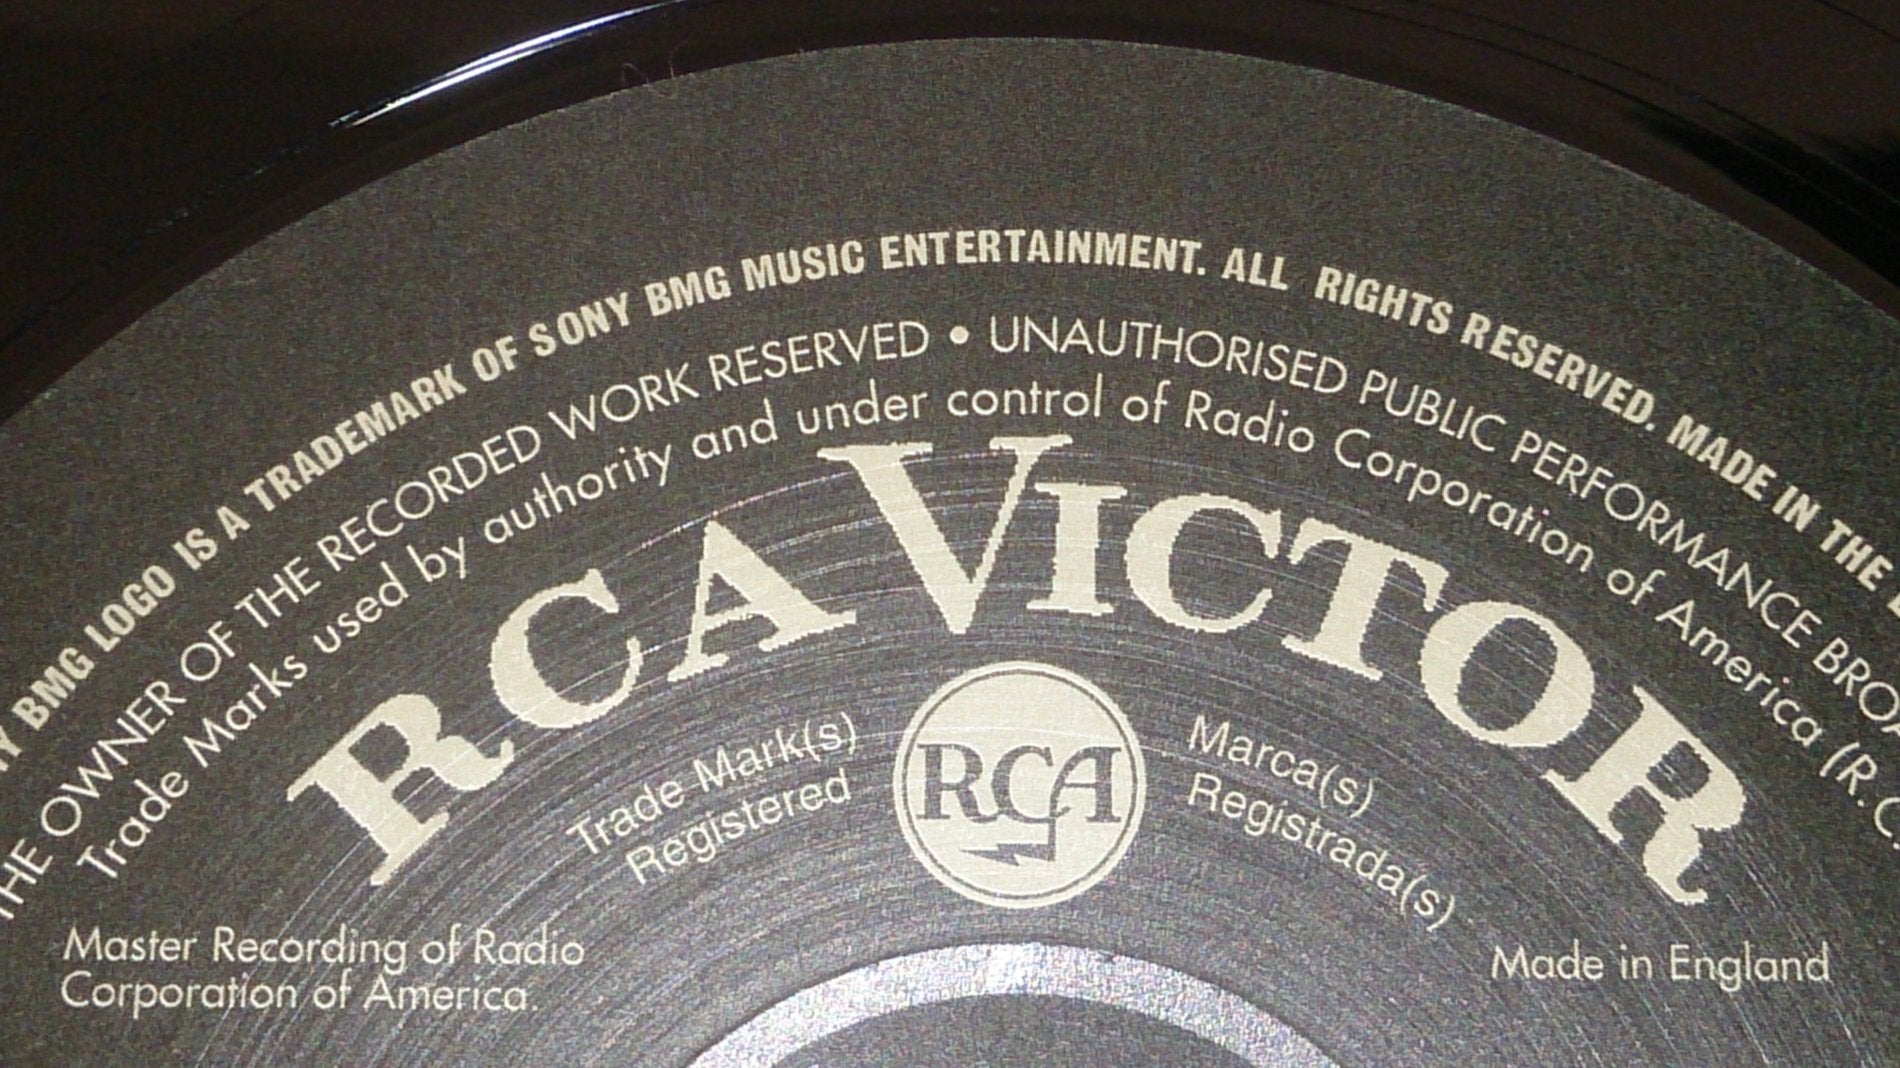 BMG LOGO IS A TRADEMARK OF SONY BMG MUSIC ENTERTAINMENT. ALL RIGHTS RESERVED. MADE IN THE
THE OWNER OF THE RECORDED WORK RESERVED • UNAUTHORISED PUBLIC PERFORMANCE
Trade Marks used by authority and under control of Radio Corporation of America (R.C.
RCA VICTOR
Trade Mark(s)
Registered
RCA
Marca(s)
Registrada(s)
Master Recording of Radio
Corporation of America.
Made in England